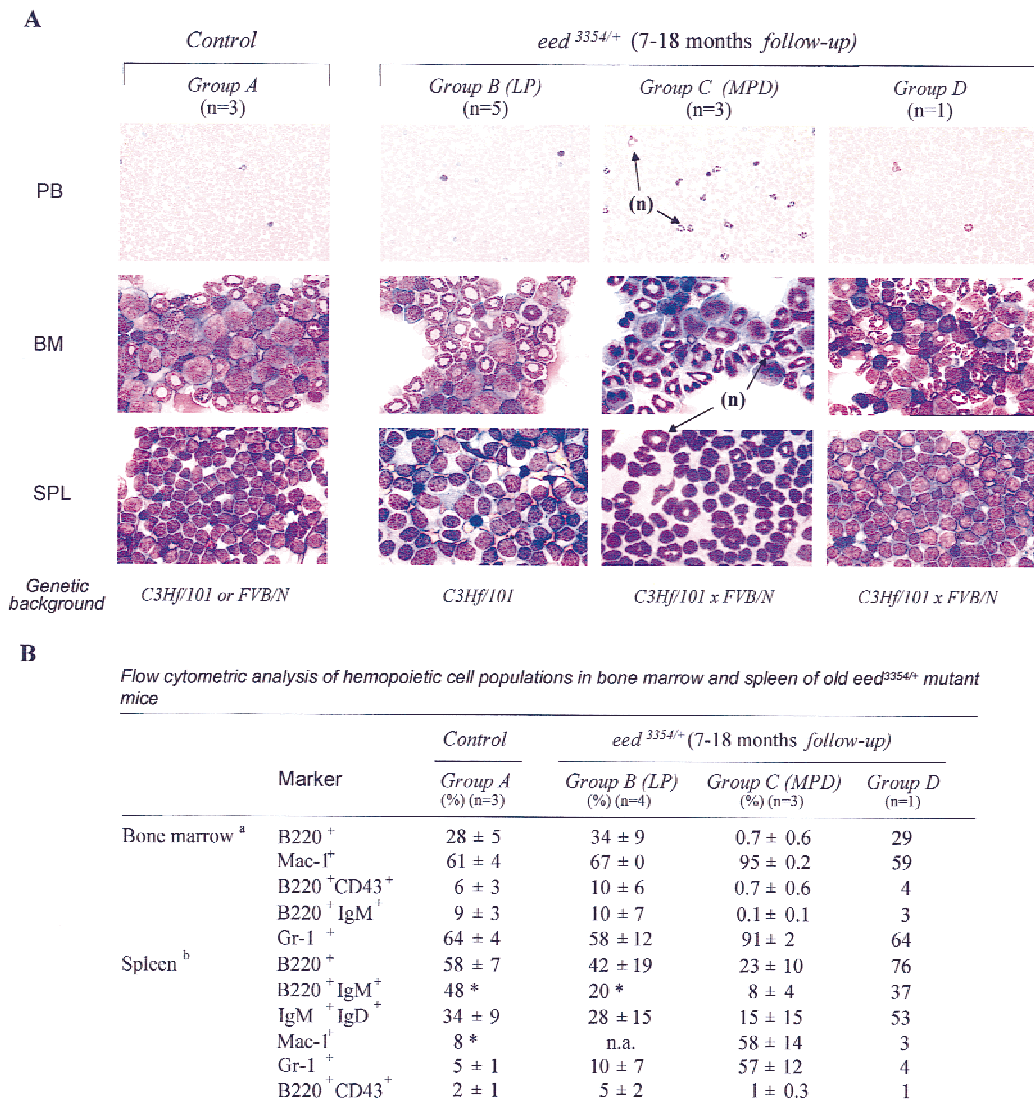 A
Control
eed 3354/+ (7-18 months follow-up)
Group A
(n=3)
Group B (LP)
(n=5)
Group C (MPD)
(n=3)
Group D
(n=1)
PB
(n)
BM
(n)
SPL
Genetic background
C3Hf/101 or FVB/N
C3Hf/101
C3Hf/101 x FVB/N
C3Hf/101 x FVB/N
B
Flow cytometric analysis of hemopoietic cell populations in bone marrow and spleen of old eed3354/+ mutant
mice
Control eed 3354/+ (7-18 months follow-up)
Marker Group A Group B (LP) Group C (MPD) Group D
(%) (n=3) (%) (n=4) (%) (n=3) (n=1)
Bone marrow a B220 + 28 ± 5 34 ± 9 0.7 ± 0.6 29
Mac-1+ 61 ± 4 67 ± 0 95 ± 0.2 59
B220 +CD43 + 6 ± 3 10 ± 6 0.7 ± 0.6 4
B220 + IgM + 9 ± 3 10 ± 7 0.1 ± 0.1 3
Gr-1 + 64 ± 4 58 ± 12 91 ± 2 64
Spleen b B220 + 58 ± 7 42 ± 19 23 ± 10 76
B220 + IgM + 48 * 20 * 8 ± 4 37
IgM + IgD + 34 ± 9 28 ± 15 15 ± 15 53
Mac-1+ 8 * n.a. 58 ± 14 3
Gr-1 + 5 ± 1 10 ± 7 57 ± 12 4
B220 + CD43 + 2 ± 1 5 ± 2 1 ± 0.3 1